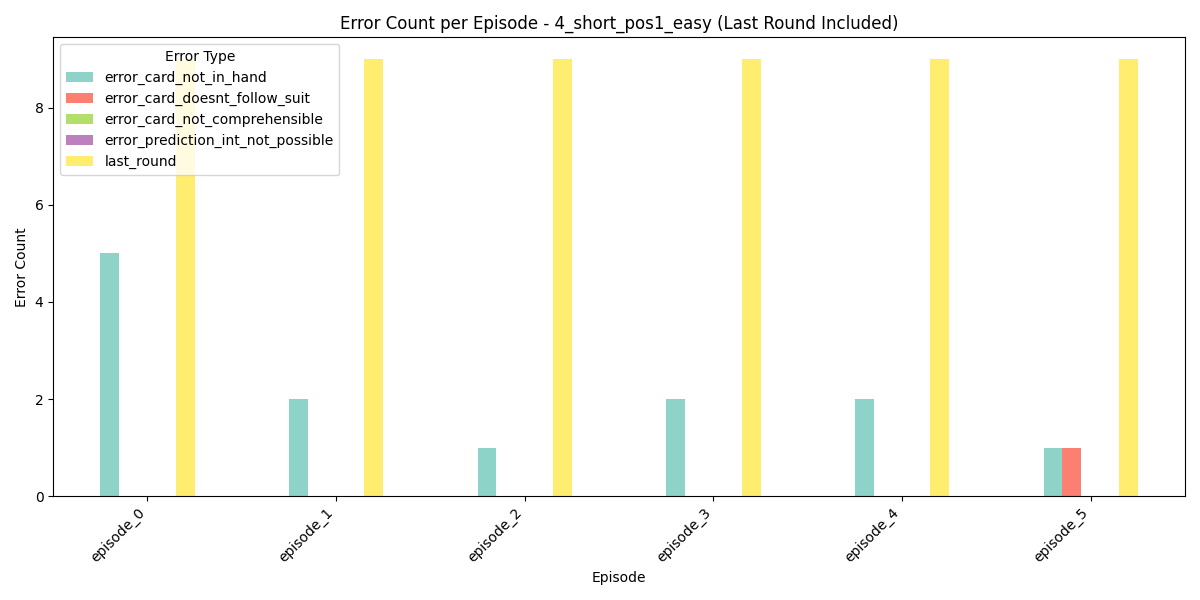 Error Count per Episode - 4_short_pos1_easy (Last Round Included)
Error Type
error_card_not_in_hand
error_card_doesnt_follow_suit
error_card_not_comprehensible
error_prediction_int_not_possible
last_round
Error Count
8
6
4
2
0
episode_0
episode_1
episode_2
episode_3
episode_4
episode_5
Episode